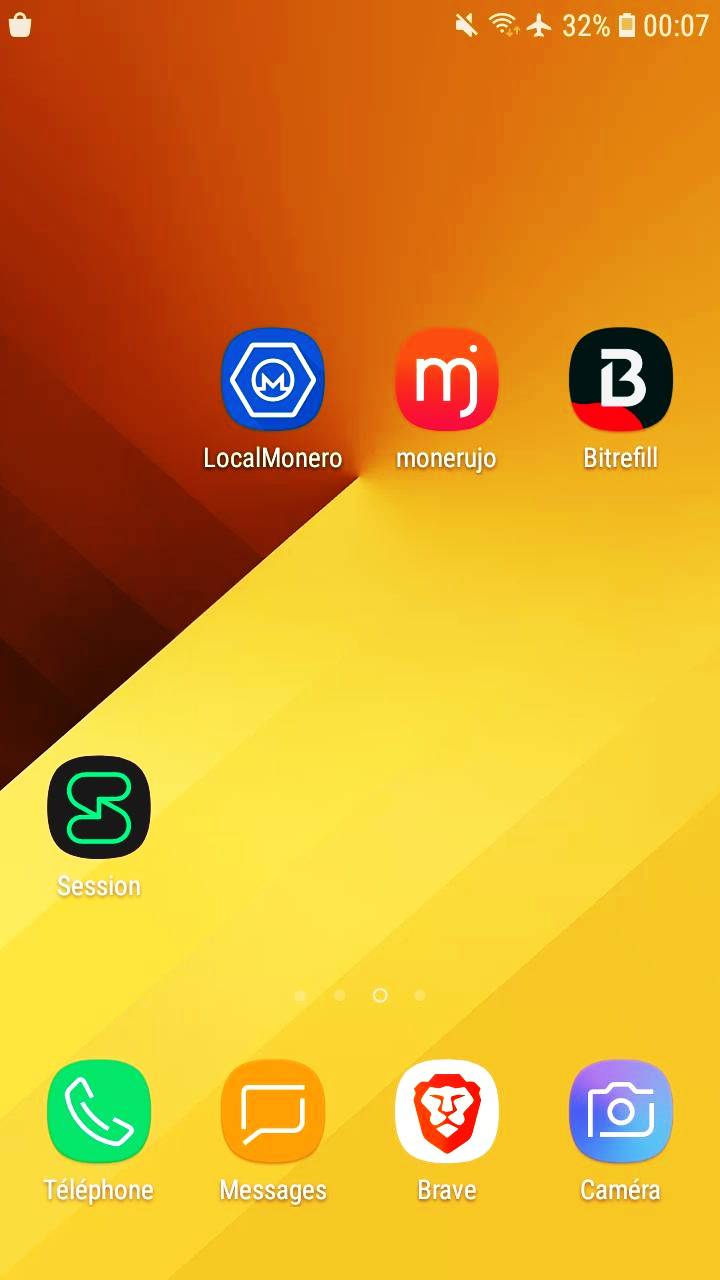 32% 00:07
LocalMonero monerujo Bitrefill
Session
Téléphone Messages Brave Caméra